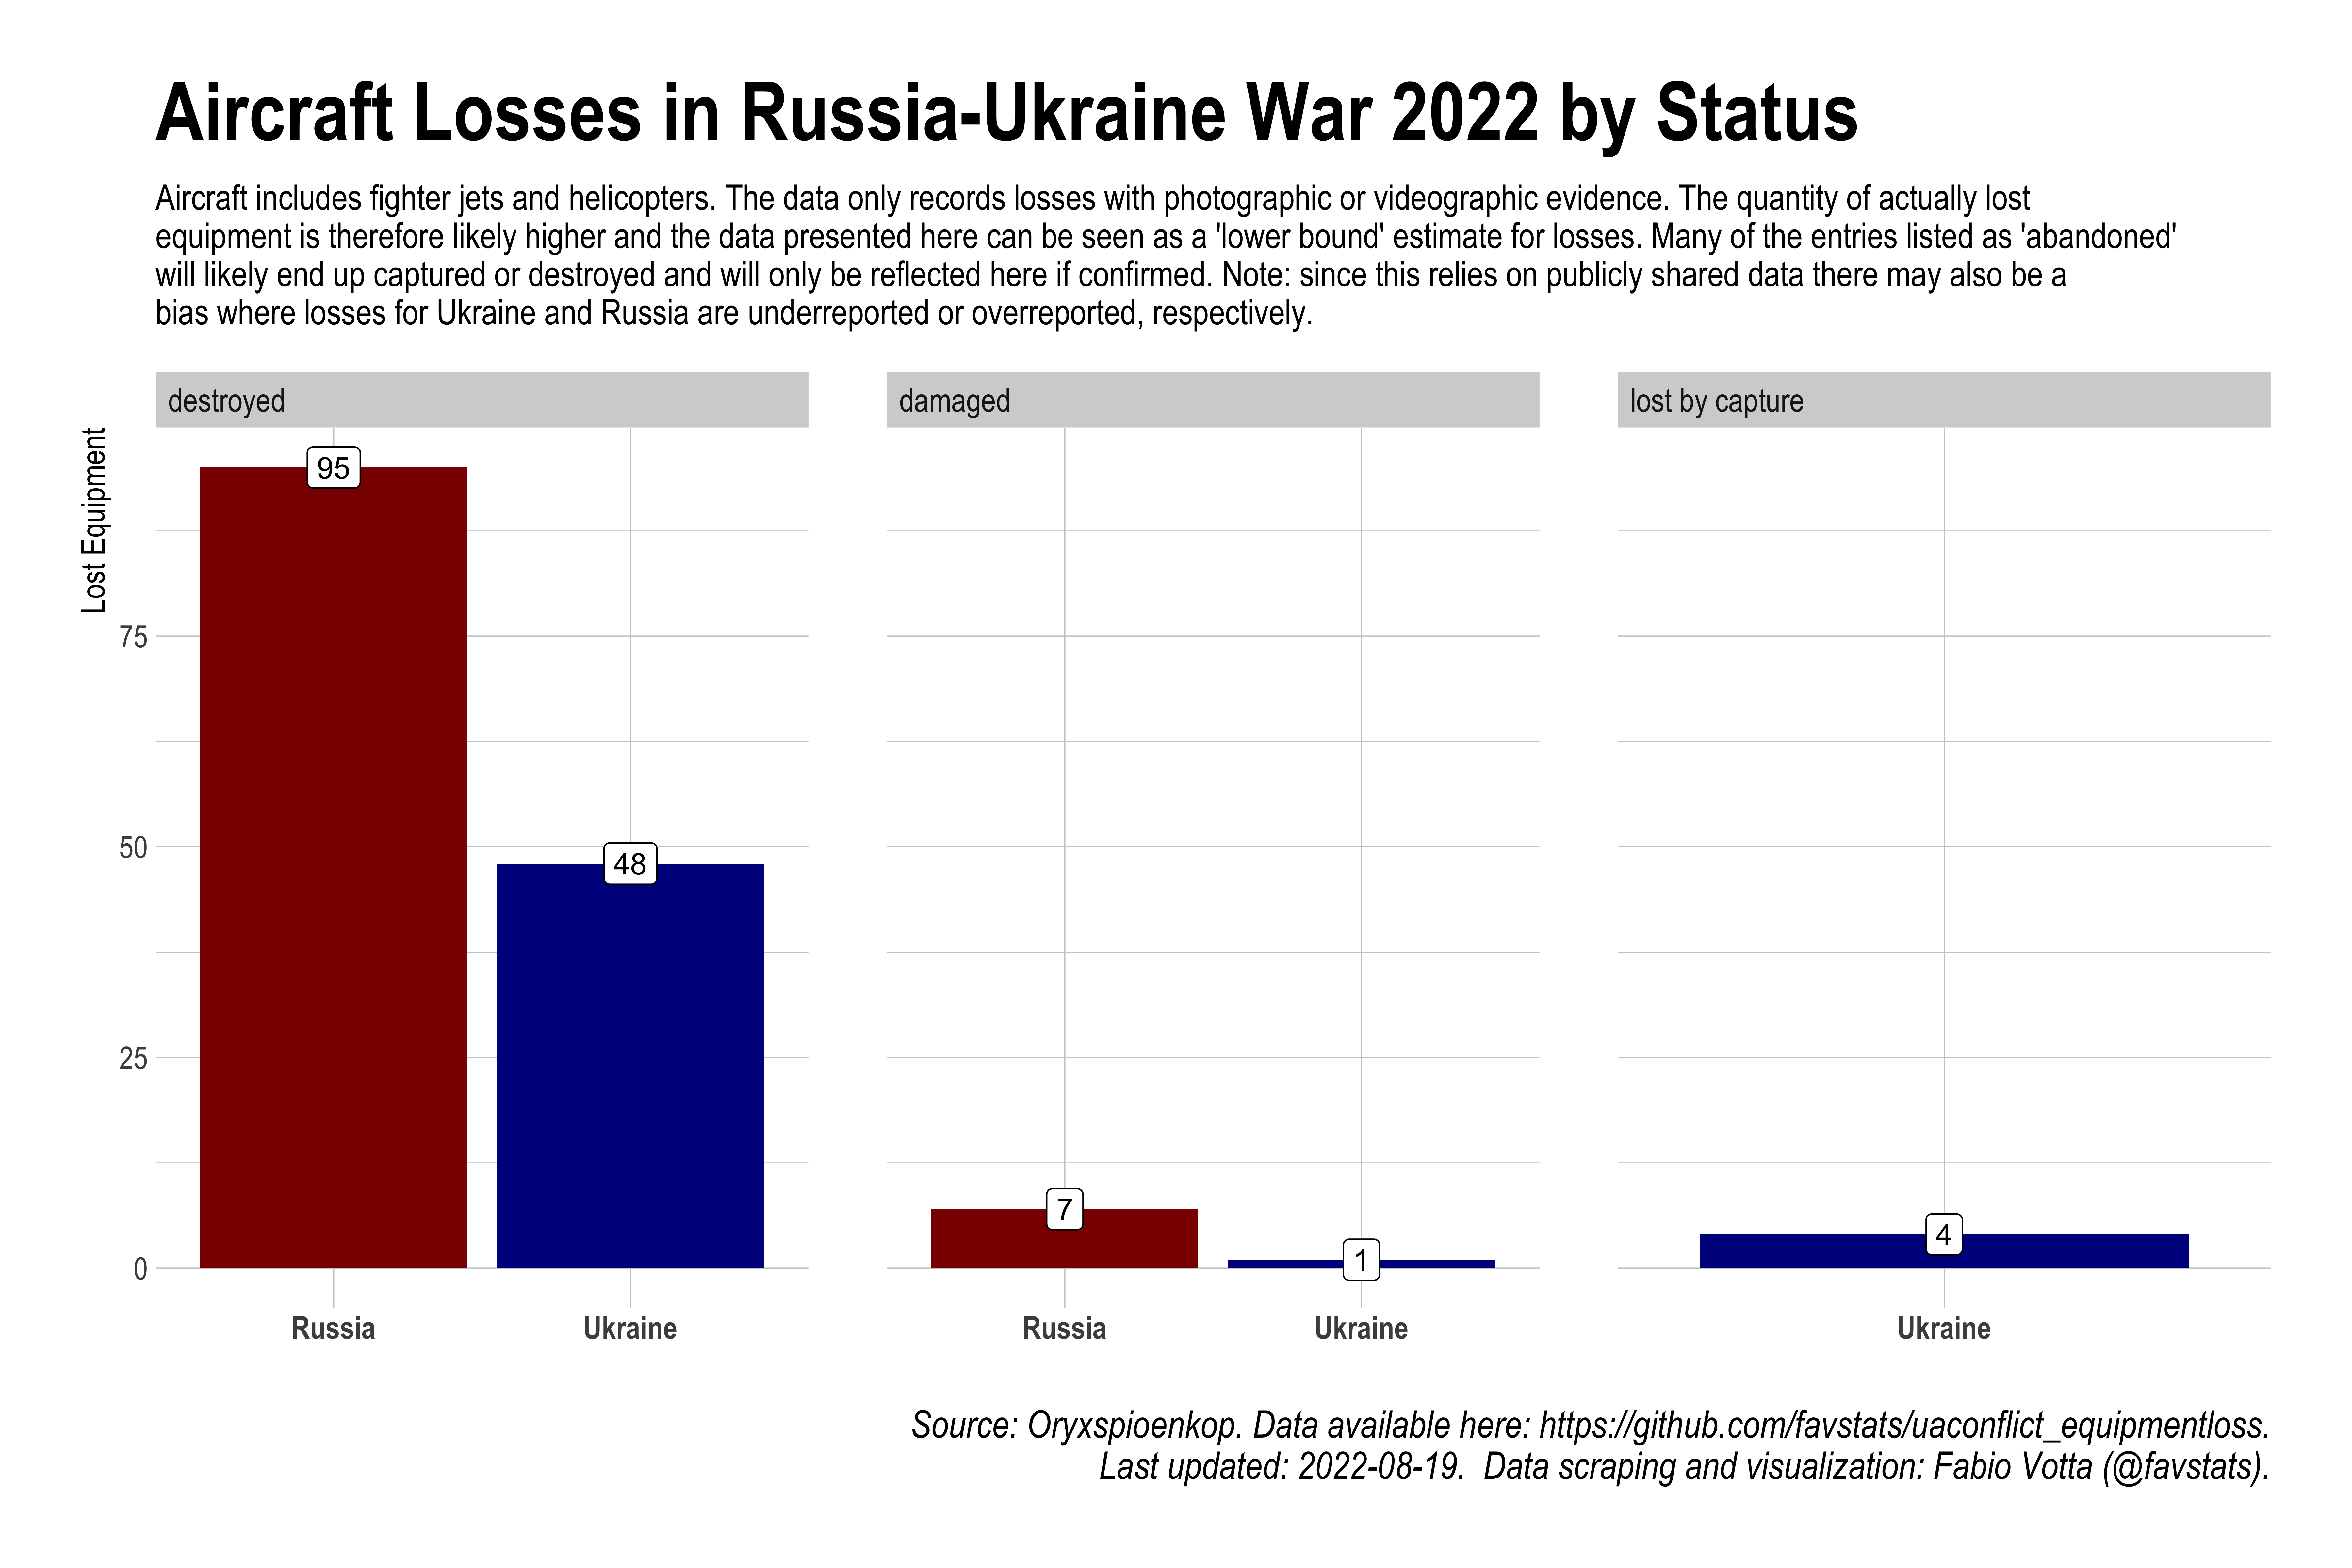 Aircraft Losses in Russia-Ukraine War 2022 by Status
Aircraft includes fighter jets and helicopters. The data only records losses with photographic or videographic evidence. The quantity of actually lost
equipment is therefore likely higher and the data presented here can be seen as a 'lower bound' estimate for losses. Many of the entries listed as 'abandoned'
will likely end up captured or destroyed and will only be reflected here if confirmed. Note: since this relies on publicly shared data there may also be a
bias where losses for Ukraine and Russia are underreported or overreported, respectively.
destroyed
damaged
lost by capture
Lost Equipment
75
50
25
0
95
48
7
1
4
Russia
Ukraine
Russia
Ukraine
Ukraine
Source: Oryxspioenkop. Data available here: https://github.com/favstats/uaconflict_equipmentloss.
Last updated: 2022-08-19.  Data scraping and visualization: Fabio Votta (@favstats).